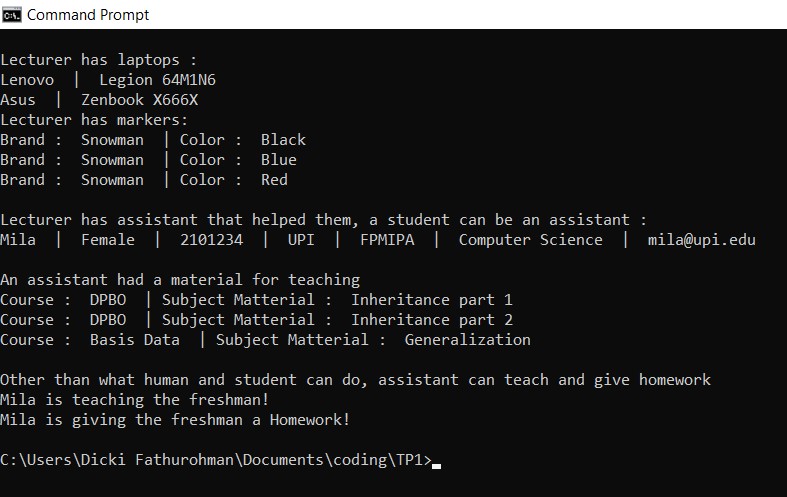 Command Prompt
Lecturer has laptops :
Lenovo | Legion 64M1N6
Asus | Zenbook X666X
Lecturer has markers:
Brand : Snowman | Color : Black
Brand : Snowman | Color : Blue
Brand : Snowman | Color : Red
Lecturer has assistant that helped them, a student can be an assistant :
Mila | Female | 2101234 | UPI | FPMIPA | Computer Science | mila@upi.edu
An assistant had a material for teaching
Course : DPBO | Subject Matterial : Inheritance part 1
Course : DPBO | Subject Matterial : Inheritance part 2
Course : Basis Data | Subject Matterial : Generalization
Other than what human and student can do, assistant can teach and give homework
Mila is teaching the freshman!
Mila is giving the freshman a Homework!
C:\Users\Dicki Fathurohman\Documents\coding\TP1>